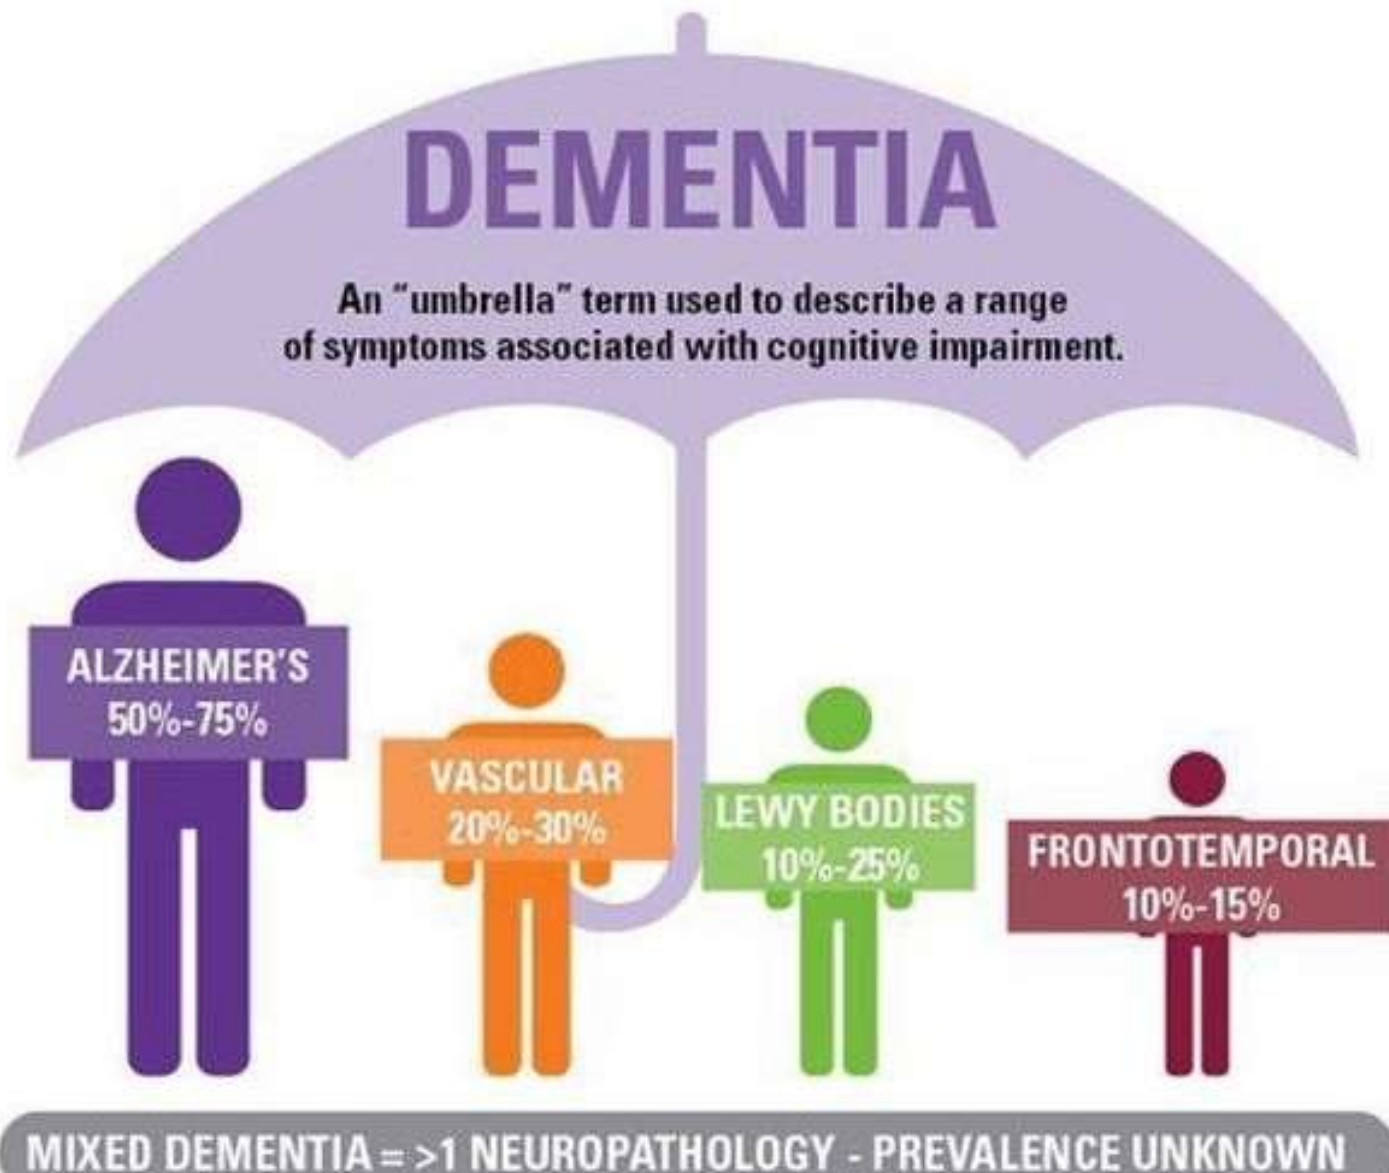 DEMENTIA
An “umbrella” term used to describe a range
of symptoms associated with cognitive impairment.
ALZHEIMER'S
50%-75%
VASCULAR
20%-30%
LEWY BODIES
10%-25%
FRONTOTEMPORAL
10%-15%
MIXED DEMENTIA = >1 NEUROPATHOLOGY - PREVALENCE UNKNOWN